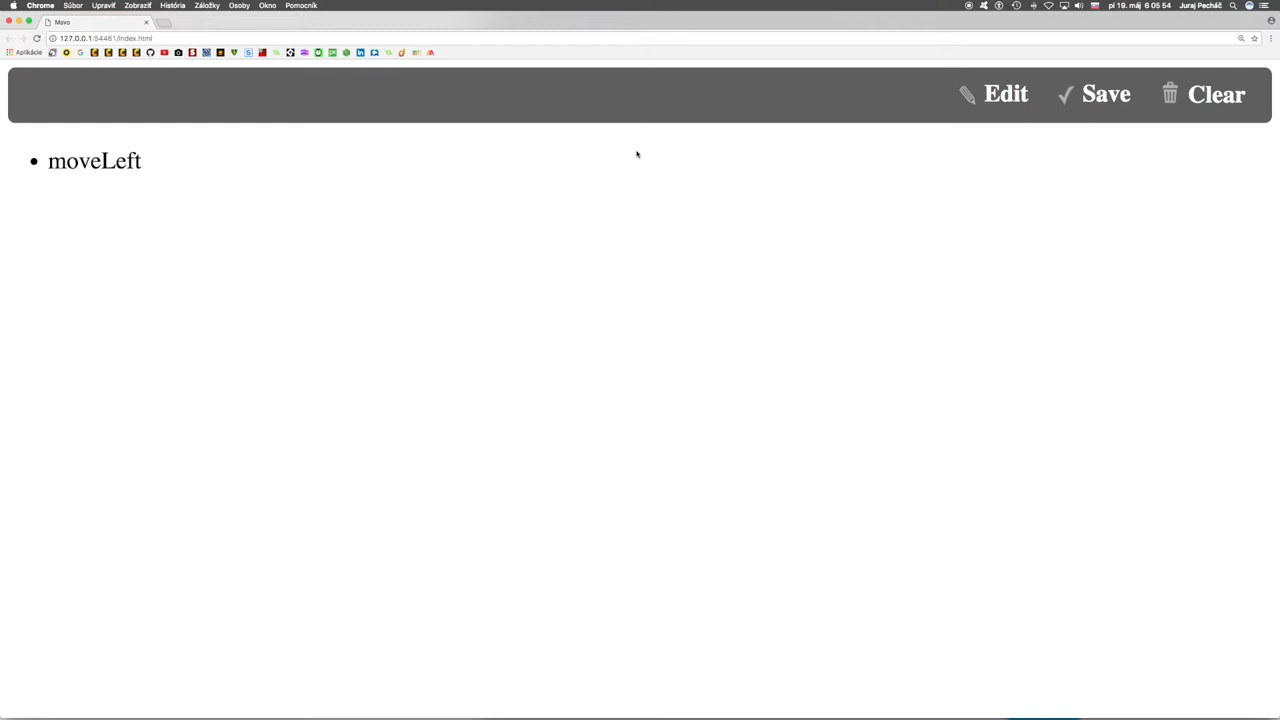 Chrome Súbor Upraviť Zobraziť História Záložky Osoby Okno Pomocník pi 19. máj 6 05 54 Juraj Pecháč
Mavo
127.0.0.1:54461/index.html
Aplikácie
Edit Save Clear
• moveLeft